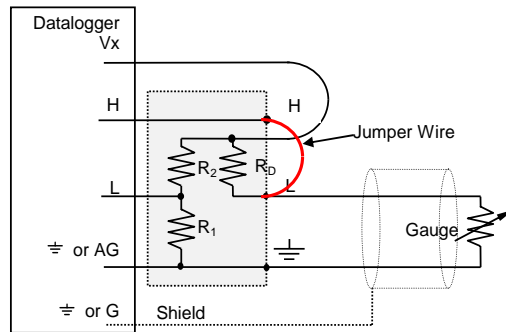 Datalogger
Vx
H
H
Jumper Wire
R2
RD
L
L
Gauge
R1
⏚ or AG
⏚ or G
Shield